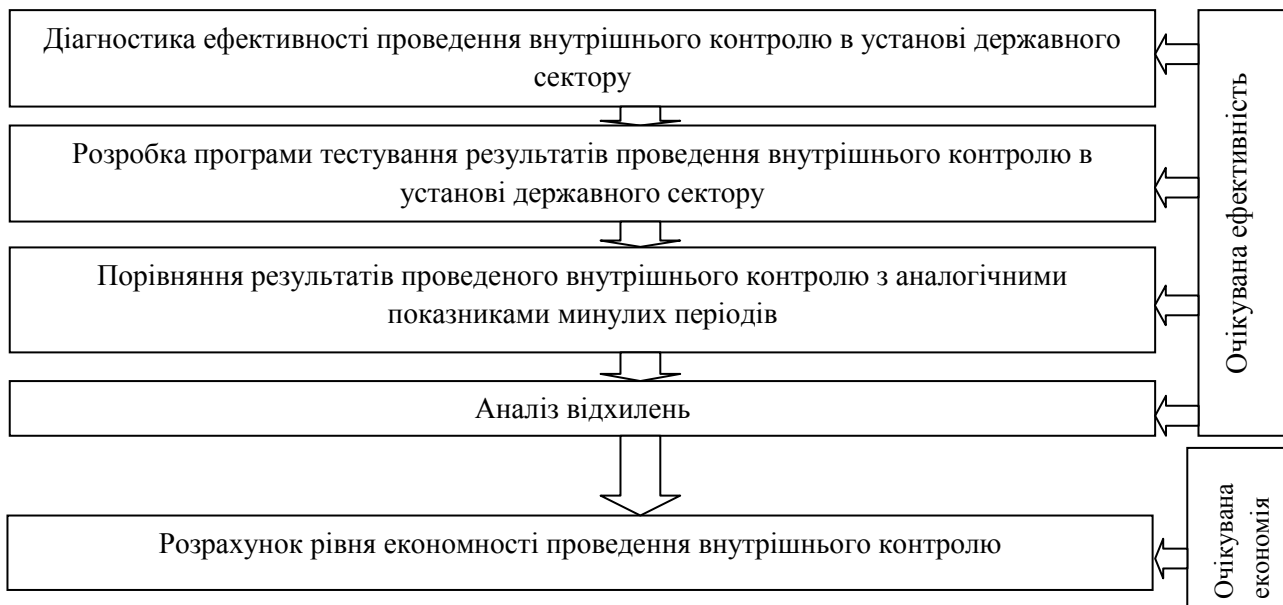 Діагностика ефективності проведення внутрішнього контролю в установі державного
сектору
Розробка програми тестування результатів проведення внутрішнього контролю в
установі державного сектору
Порівняння результатів проведеного внутрішнього контролю з аналогічними
показниками минулих періодів
Аналіз відхилень
Розрахунок рівня економності проведення внутрішнього контролю
Очікувана ефективність
Очікувана
економія